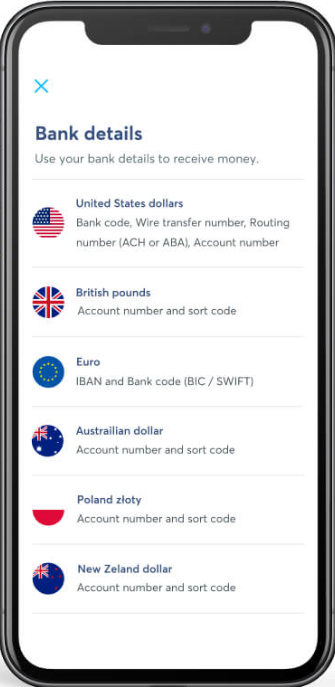 Bank details
Use your bank details to receive money.
United States dollars
Bank code, Wire transfer number, Routing
number (ACH or ABA), Account number
British pounds
Account number and sort code
Euro
IBAN and Bank code (BIC / SWIFT)
Austrailian dollar
Account number and sort code
Poland złoty
Account number and sort code
New Zeland dollar
Account number and sort code